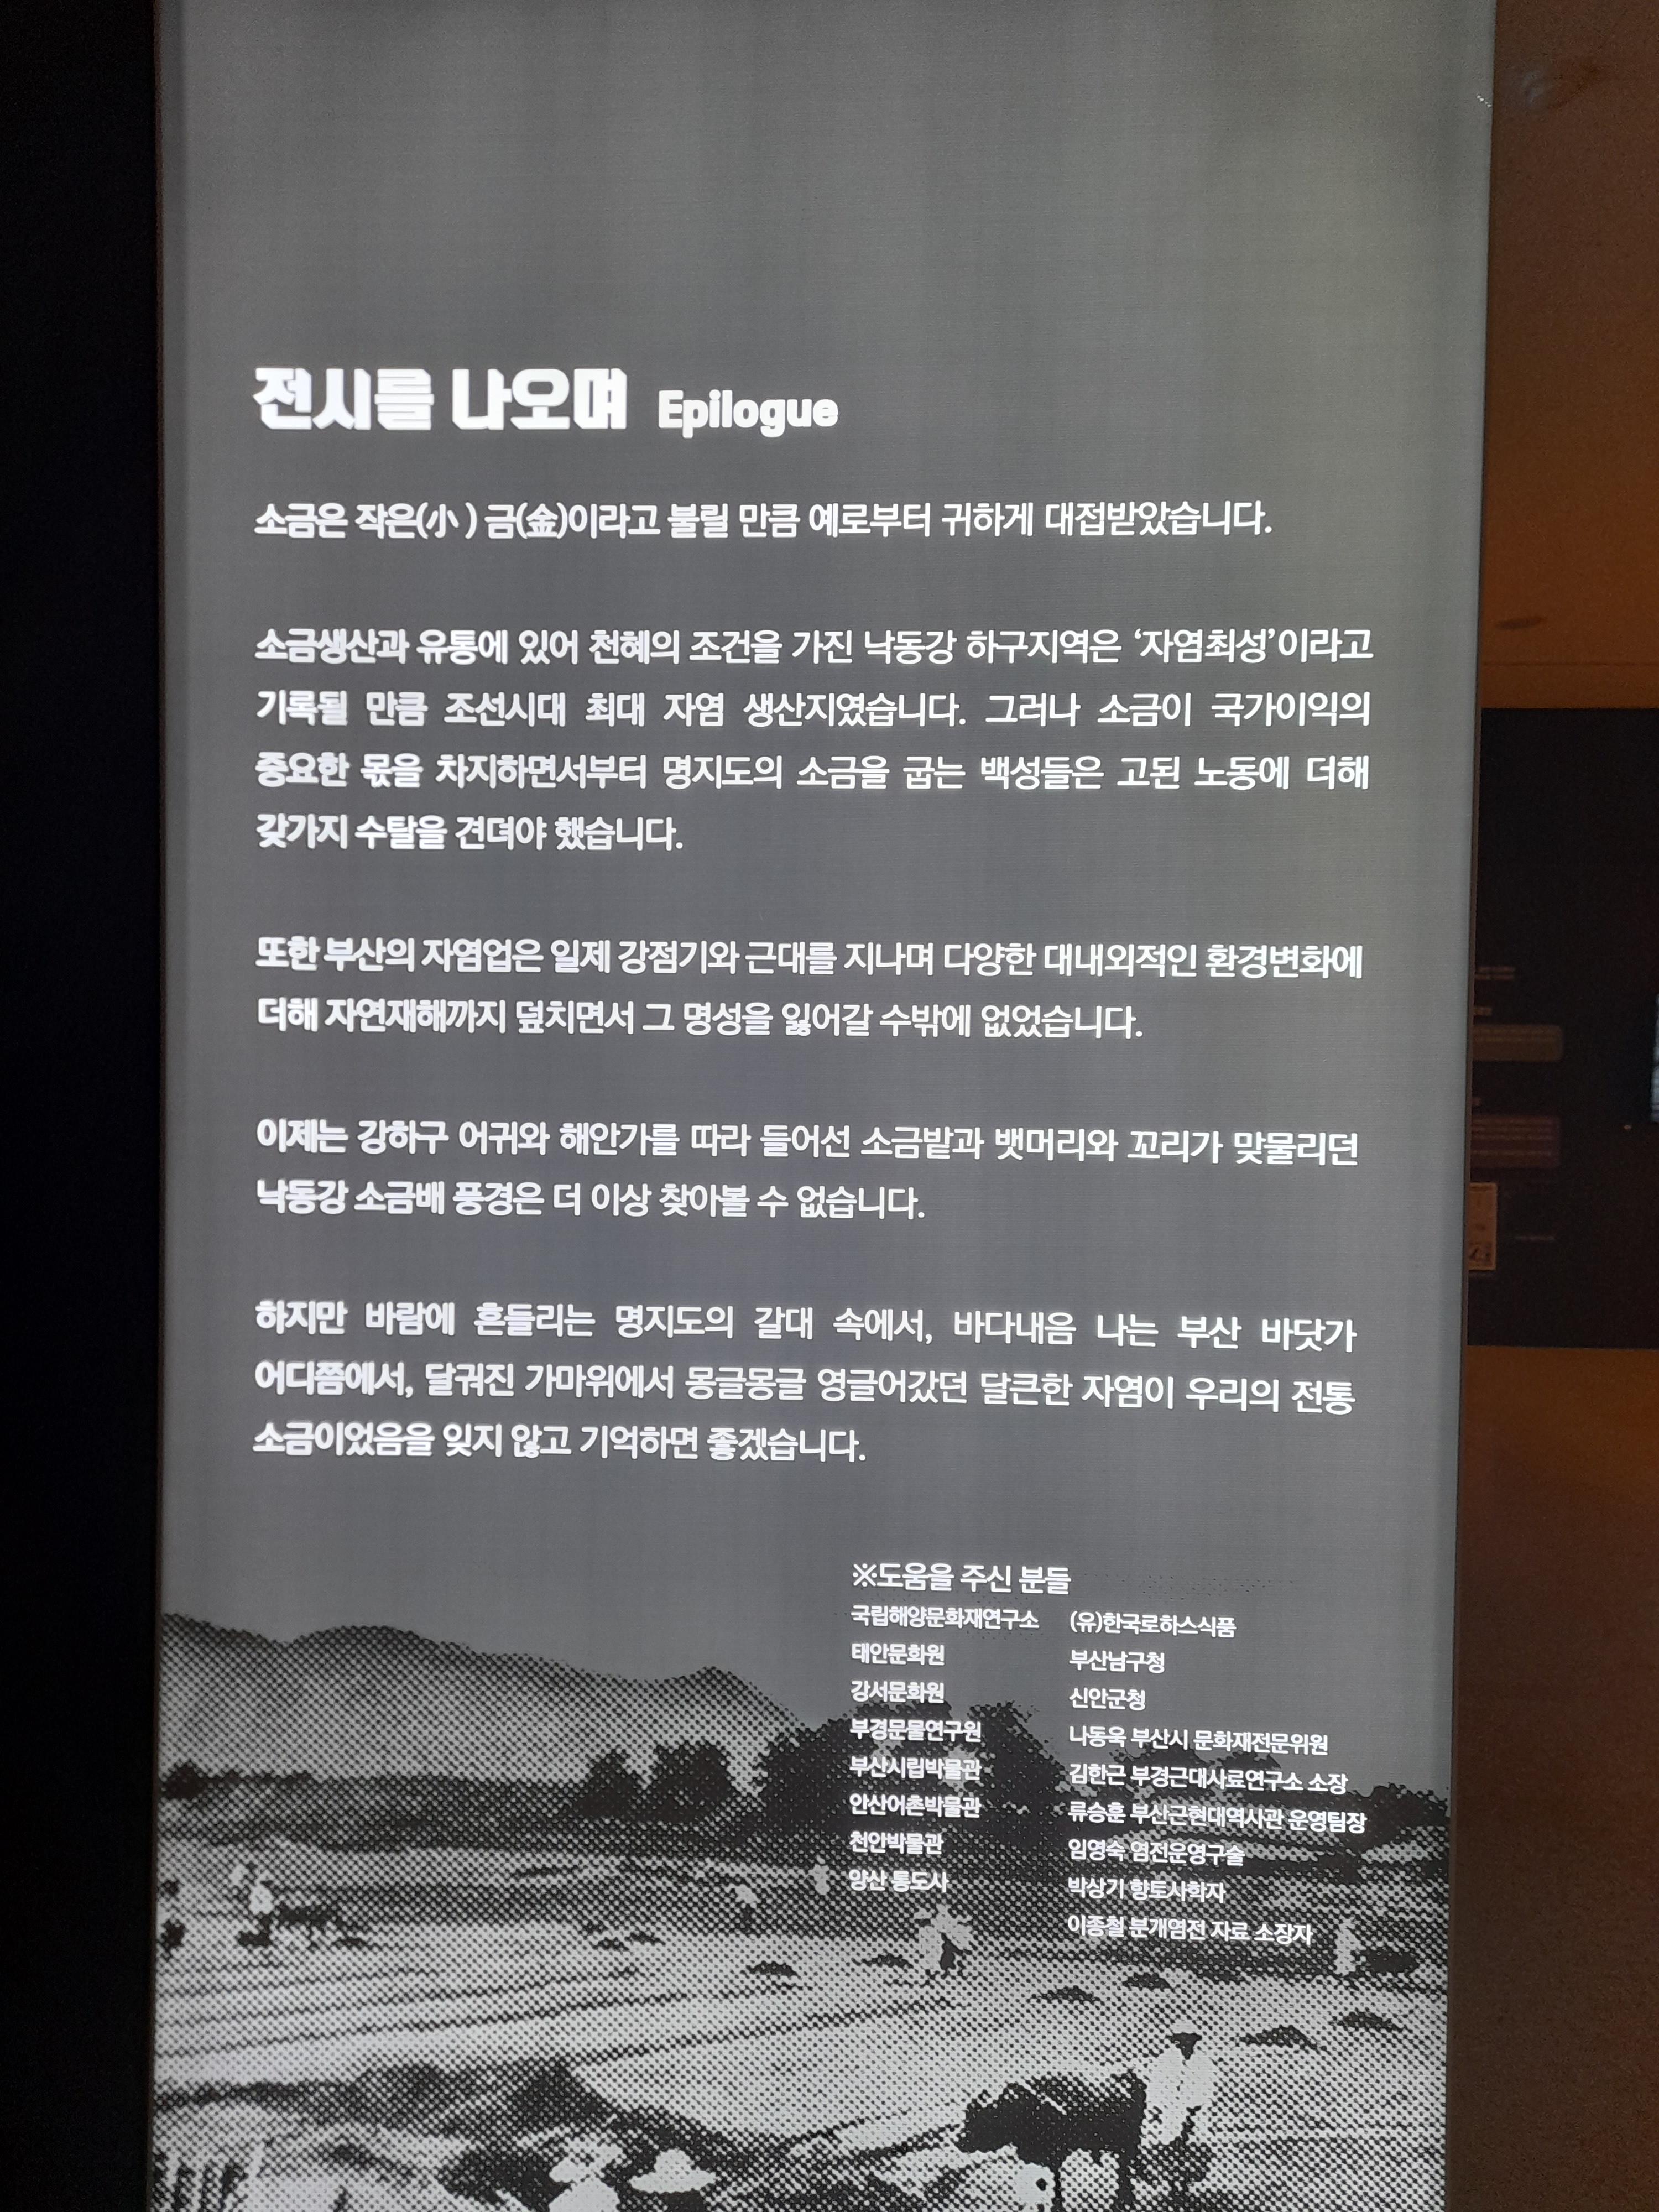 전시를 나오며 Epilogue
소금은 작은(小 ) 금(金)이라고 불릴 만큼 예로부터 귀하게 대접받았습니다.
소금생산과 유통에 있어 천혜의 조건을 가진 낙동강 하구지역은 ‘자염최성’이라고
기록될 만큼 조선시대 최대 자염 생산지였습니다. 그러나 소금이 국가이익의
중요한 몫을 차지하면서부터 명지도의 소금을 굽는 백성들은 고된 노동에 더해
갖가지 수탈을 견뎌야 했습니다.
또한 부산의 자염업은 일제 강점기와 근대를 지나며 다양한 대내외적인 환경변화에
더해 자연재해까지 덮치면서 그 명성을 잃어갈 수밖에 없었습니다.
이제는 강하구 어귀와 해안가를 따라 들어선 소금밭과 뱃머리와 꼬리가 맞물리던
낙동강 소금배 풍경은 더 이상 찾아볼 수 없습니다.
하지만 바람에 흔들리는 명지도의 갈대 속에서, 바다내음 나는 부산 바닷가
어디쯤에서, 달궈진 가마위에서 몽글몽글 영글어갔던 달큰한 자염이 우리의 전통
소금이었음을 잊지 않고 기억하면 좋겠습니다.
※도움을 주신 분들
국립해양문화재연구소
태안문화원
강서문화원
부경문물연구원
부산시립박물관
안산어촌박물관
천안박물관
양산 통도사
(유)한국로하스식품
부산남구청
신안군청
나동욱 부산시 문화재전문위원
김한근 부경근대사료연구소 소장
류승훈 부산근현대역사관 운영팀장
임영숙 염전운영구술
박상기 향토사학자
이종철 분개염전 자료 소장자